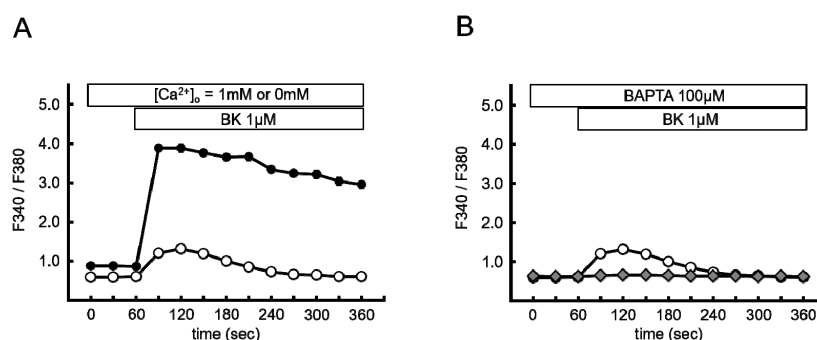 A
[Ca²⁺]ₒ = 1mM or 0mM
BK 1µM
5.0
4.0
3.0
2.0
1.0
F340 / F380
0 60 120 180 240 300 360
time (sec)
B
BAPTA 100µM
BK 1µM
5.0
4.0
3.0
2.0
1.0
F340 / F380
0 60 120 180 240 300 360
time (sec)